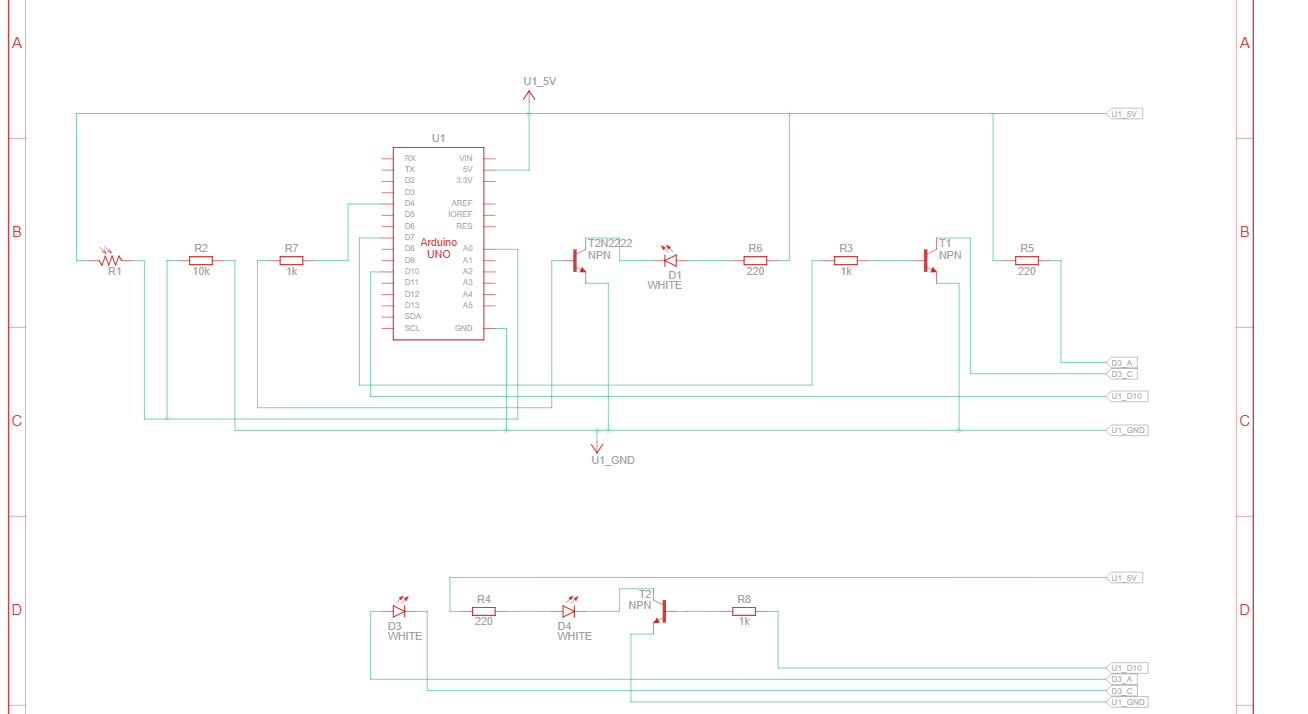 A
A
U1_5V
U1_5V
U1
RX VIN
TX 5V
D2 3.3V
D3
D4 AREF
D5 IOREF
D6 RES
D7
D8 A0
D9 A1
D10 A2
D11 A3
D12 A4
D13 A5
SDA
SCL GND
Arduino
UNO
B
B
R1
R2
10k
R7
1k
T2N2222
NPN
D1
WHITE
R6
220
R3
1k
T1
NPN
R5
220
D3_A
D3_C
U1_D10
C
C
U1_GND
U1_GND
U1_5V
D
D
D3
WHITE
R4
220
D4
WHITE
T2
NPN
R8
1k
U1_D10
D3_A
D3_C
U1_GND